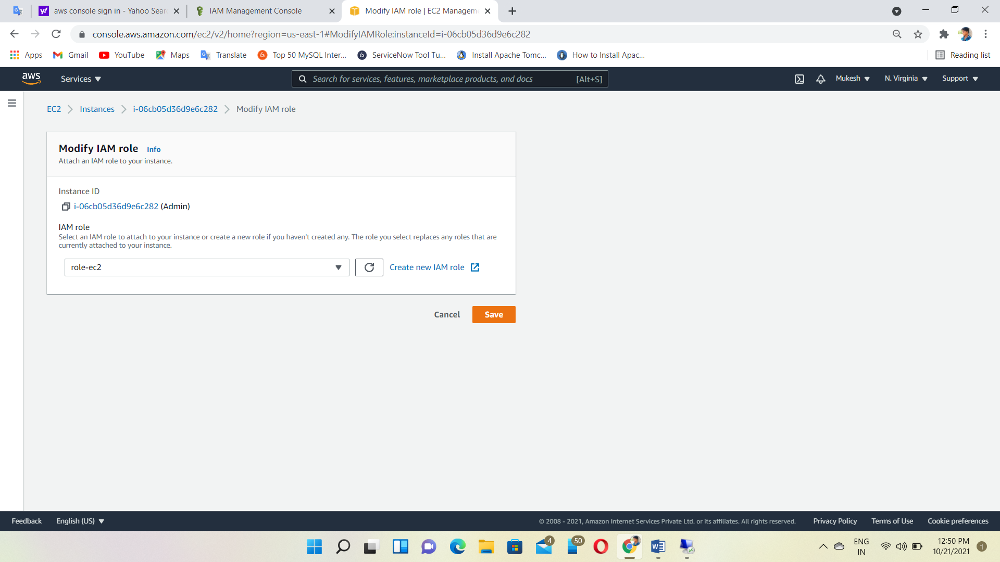 aws console sign in - Yahoo Sear
IAM Management Console
Modify IAM role | EC2 Managem
console.aws.amazon.com/ec2/v2/home?region=us-east-1#ModifyIAMRole:instanceId=i-06cb05d36d9e6c282
Apps
Gmail
YouTube
Maps
Translate
Top 50 MySQL Inter...
ServiceNow Tool Tu...
Install Apache Tomc...
How to Install Apac...
Reading list
aws
Services
Search for services, features, marketplace products, and docs
[Alt+S]
Mukesh
N. Virginia
Support
EC2
Instances
i-06cb05d36d9e6c282
Modify IAM role
Modify IAM role Info
Attach an IAM role to your instance.
Instance ID
i-06cb05d36d9e6c282 (Admin)
IAM role
Select an IAM role to attach to your instance or create a new role if you haven't created any. The role you select replaces any roles that are
currently attached to your instance.
role-ec2
Create new IAM role
Cancel
Save
Feedback
English (US)
© 2008 - 2021, Amazon Internet Services Private Ltd. or its affiliates. All rights reserved.
Privacy Policy
Terms of Use
Cookie preferences
4
50
ENG
IN
12:50 PM
10/21/2021
1